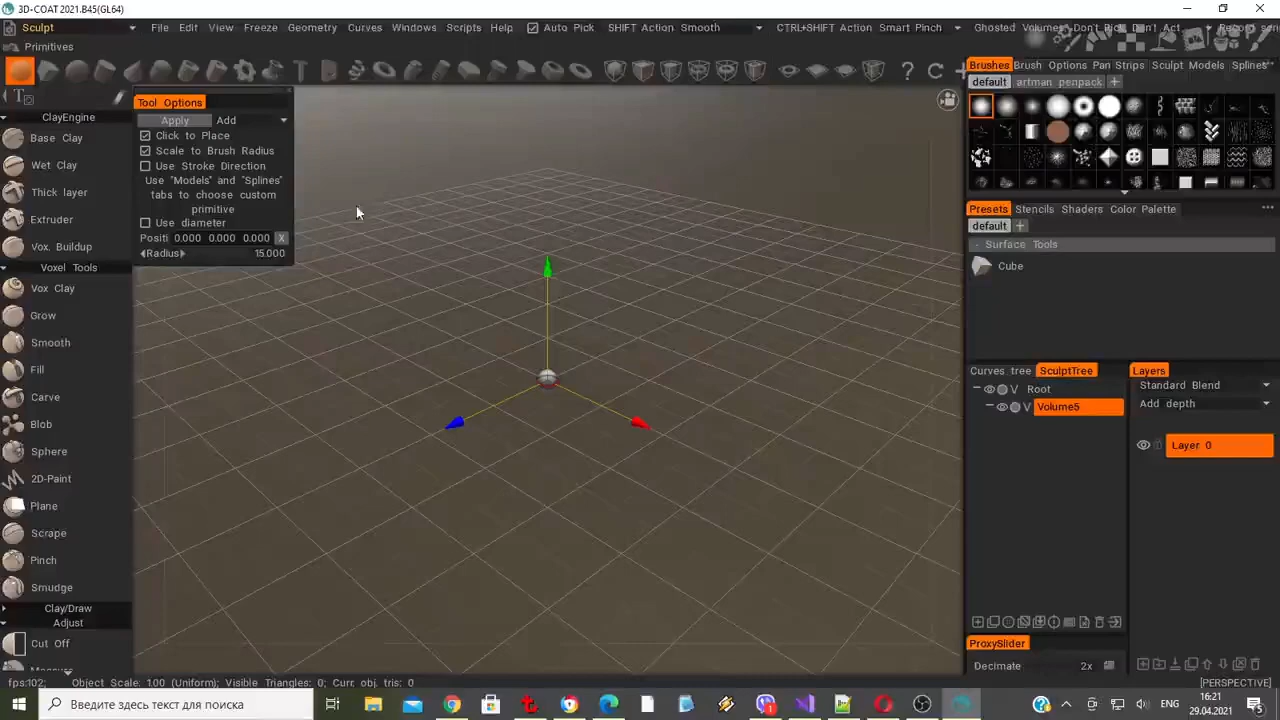 3D-COAT 2021.B45(GL64)
Sculpt File Edit View Freeze Geometry Curves Windows Scripts Help Auto Pick SHIFT Action Smooth CTRL+SHIFT Action Smart Pinch Ghosted Volumes Don't
Primitives
Tool Options
Apply Add
Click to Place
Scale to Brush Radius
Use Stroke Direction
Use "Models" and "Splines"
tabs to choose custom
primitive
Use diameter
Positi 0.000 0.000 0.000 X
Radius 15.000
ClayEngine
Base Clay
Wet Clay
Thick layer
Extruder
Vox. Buildup
Voxel Tools
Vox Clay
Grow
Smooth
Fill
Carve
Blob
Sphere
2D-Paint
Plane
Scrape
Pinch
Smudge
Clay/Draw
Adjust
Cut Off
Brushes Brush Options Pan Strips Sculpt Models Splines
default artman penpack
Presets Stencils Shaders Color Palette
default
Surface Tools
Cube
Curves tree SculptTree
V Root
V Volume5
Layers
Standard Blend
Add depth
Layer 0
ProxySlider
Decimate 2x
fps:102; Object Scale: 1.00 (Uniform); Visible Triangles: 0; Curr. obj. tris: 0 [PERSPECTIVE]
Введите здесь текст для поиска
ENG
16:21
29.04.2021